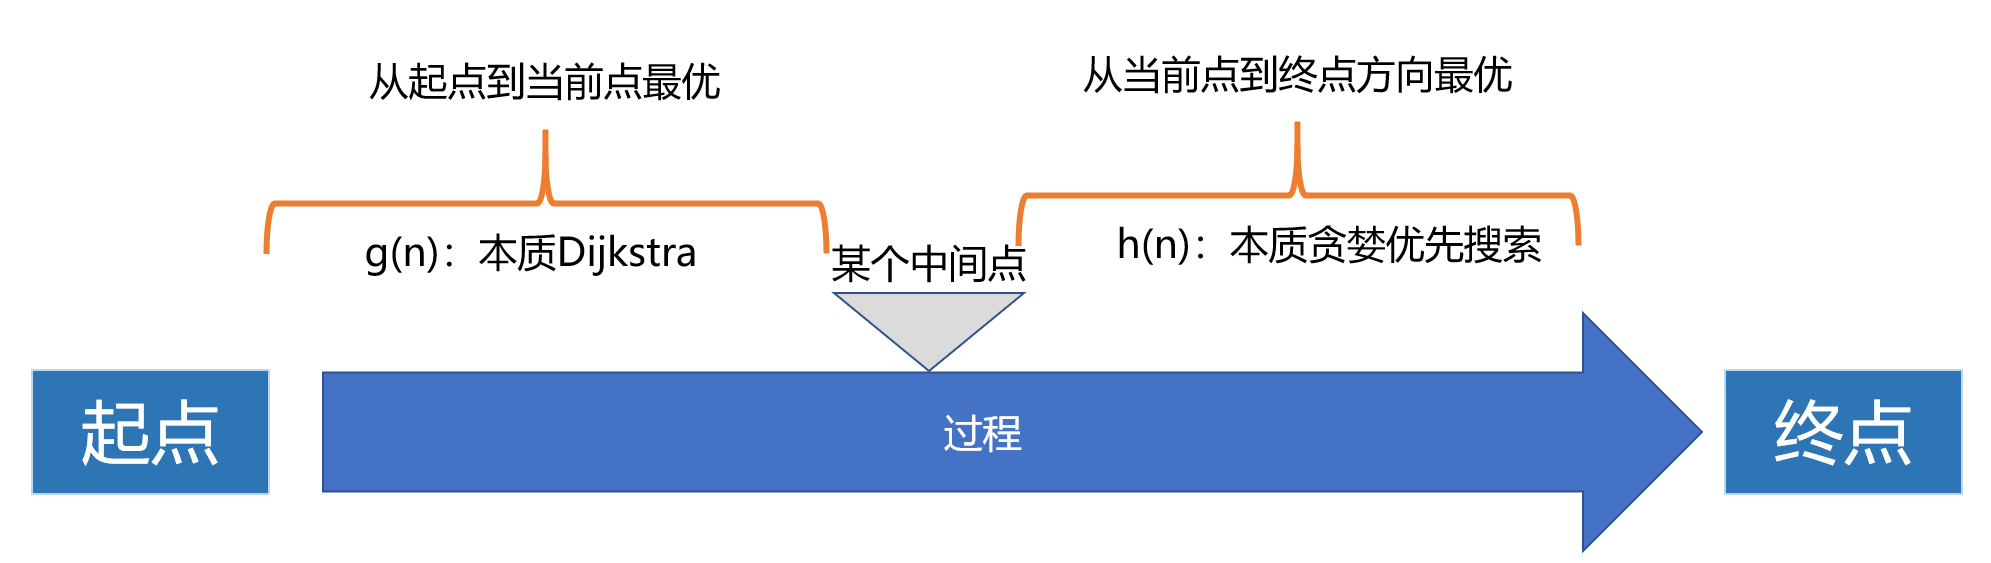 从起点到当前点最优
从当前点到终点方向最优
g(n)：本质Dijkstra
h(n)：本质贪婪优先搜索
某个中间点
起点
过程
终点